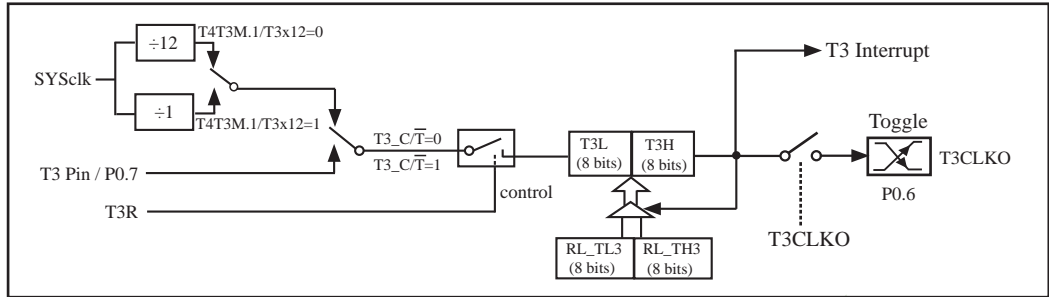 T4T3M.1/T3x12=0
÷12
SYSclk
÷1
T4T3M.1/T3x12=1
T3_C/T̅=0
T3_C/T̅=1
T3 Pin / P0.7
T3R
control
T3L
(8 bits)
T3H
(8 bits)
RL_TL3
(8 bits)
RL_TH3
(8 bits)
T3 Interrupt
Toggle
T3CLKO
P0.6
T3CLKO